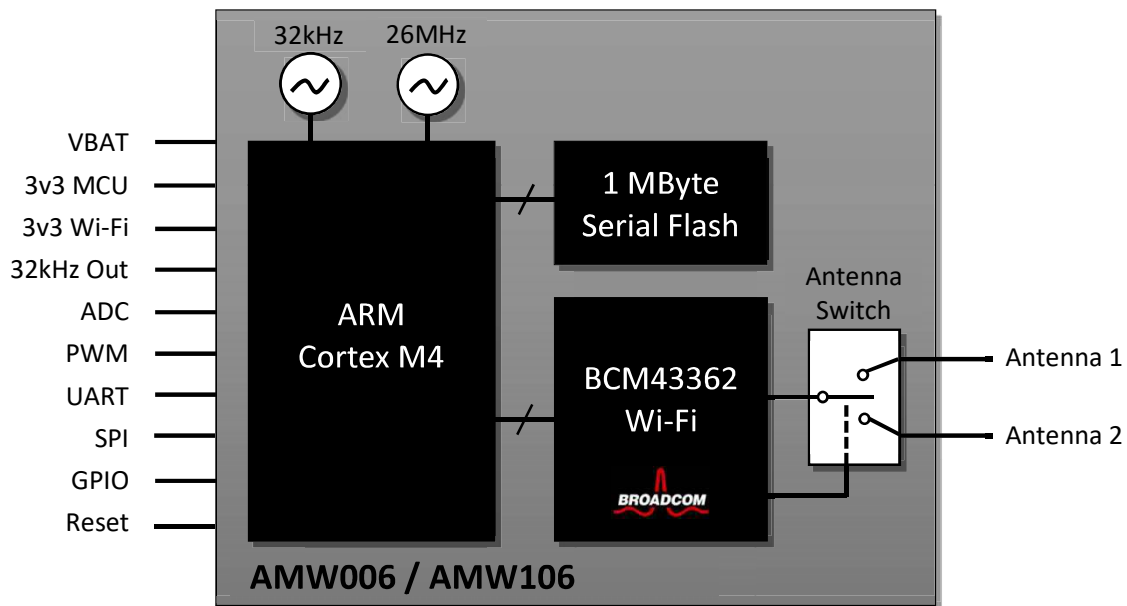 32kHz
26MHz
VBAT
3v3 MCU
3v3 Wi-Fi
32kHz Out
ADC
PWM
UART
SPI
GPIO
Reset
ARM
Cortex M4
1 MByte
Serial Flash
BCM43362
Wi-Fi
BROADCOM
Antenna
Switch
Antenna 1
Antenna 2
AMW006 / AMW106